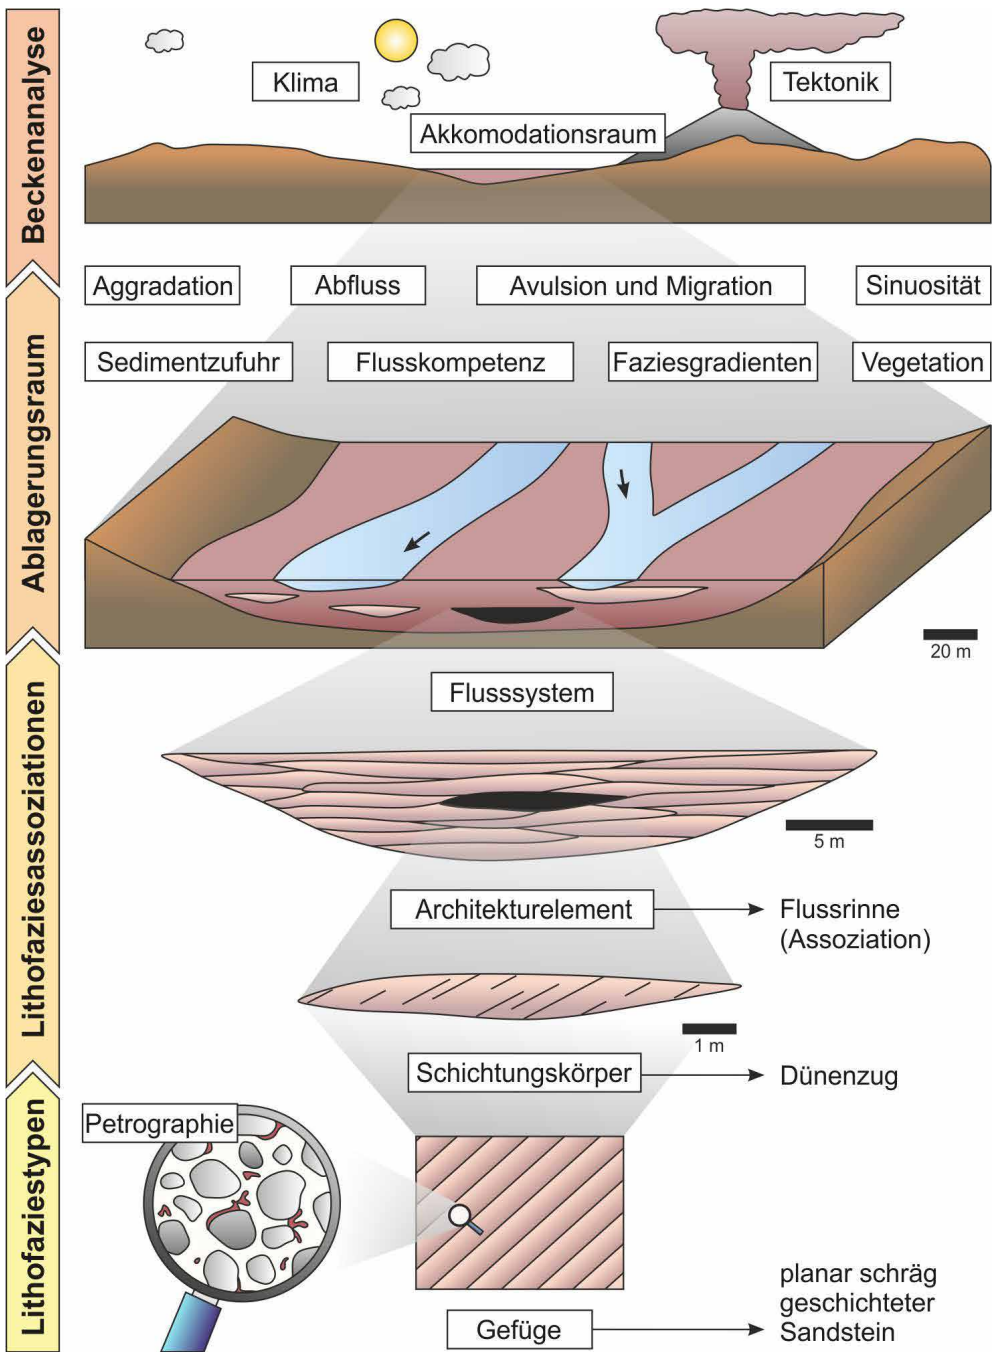 Beckenanalyse
Klima
Tektonik
Akkomodationsraum
Ablagerungsraum
Aggradation
Abfluss
Avulsion und Migration
Sinuosität
Sedimentzufuhr
Flusskompetenz
Faziesgradienten
Vegetation
20 m
Lithofaziesassoziationen
Flusssystem
5 m
Architekturelement
Flussrinne
(Assoziation)
1 m
Schichtungskörper
Dünenzug
Lithofaziestypen
Petrographie
Gefüge
planar schräg
geschichteter
Sandstein